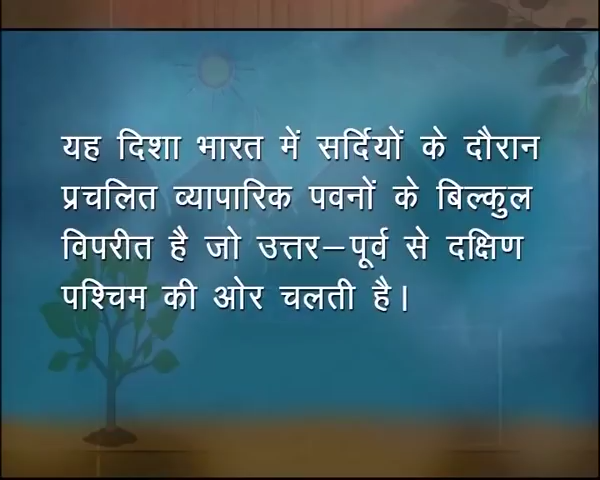 यह दिशा भारत में सर्दियों के दौरान
प्रचलित व्यापारिक पवनों के बिल्कुल
विपरीत है जो उत्तर–पूर्व से दक्षिण
पश्चिम की ओर चलती है।